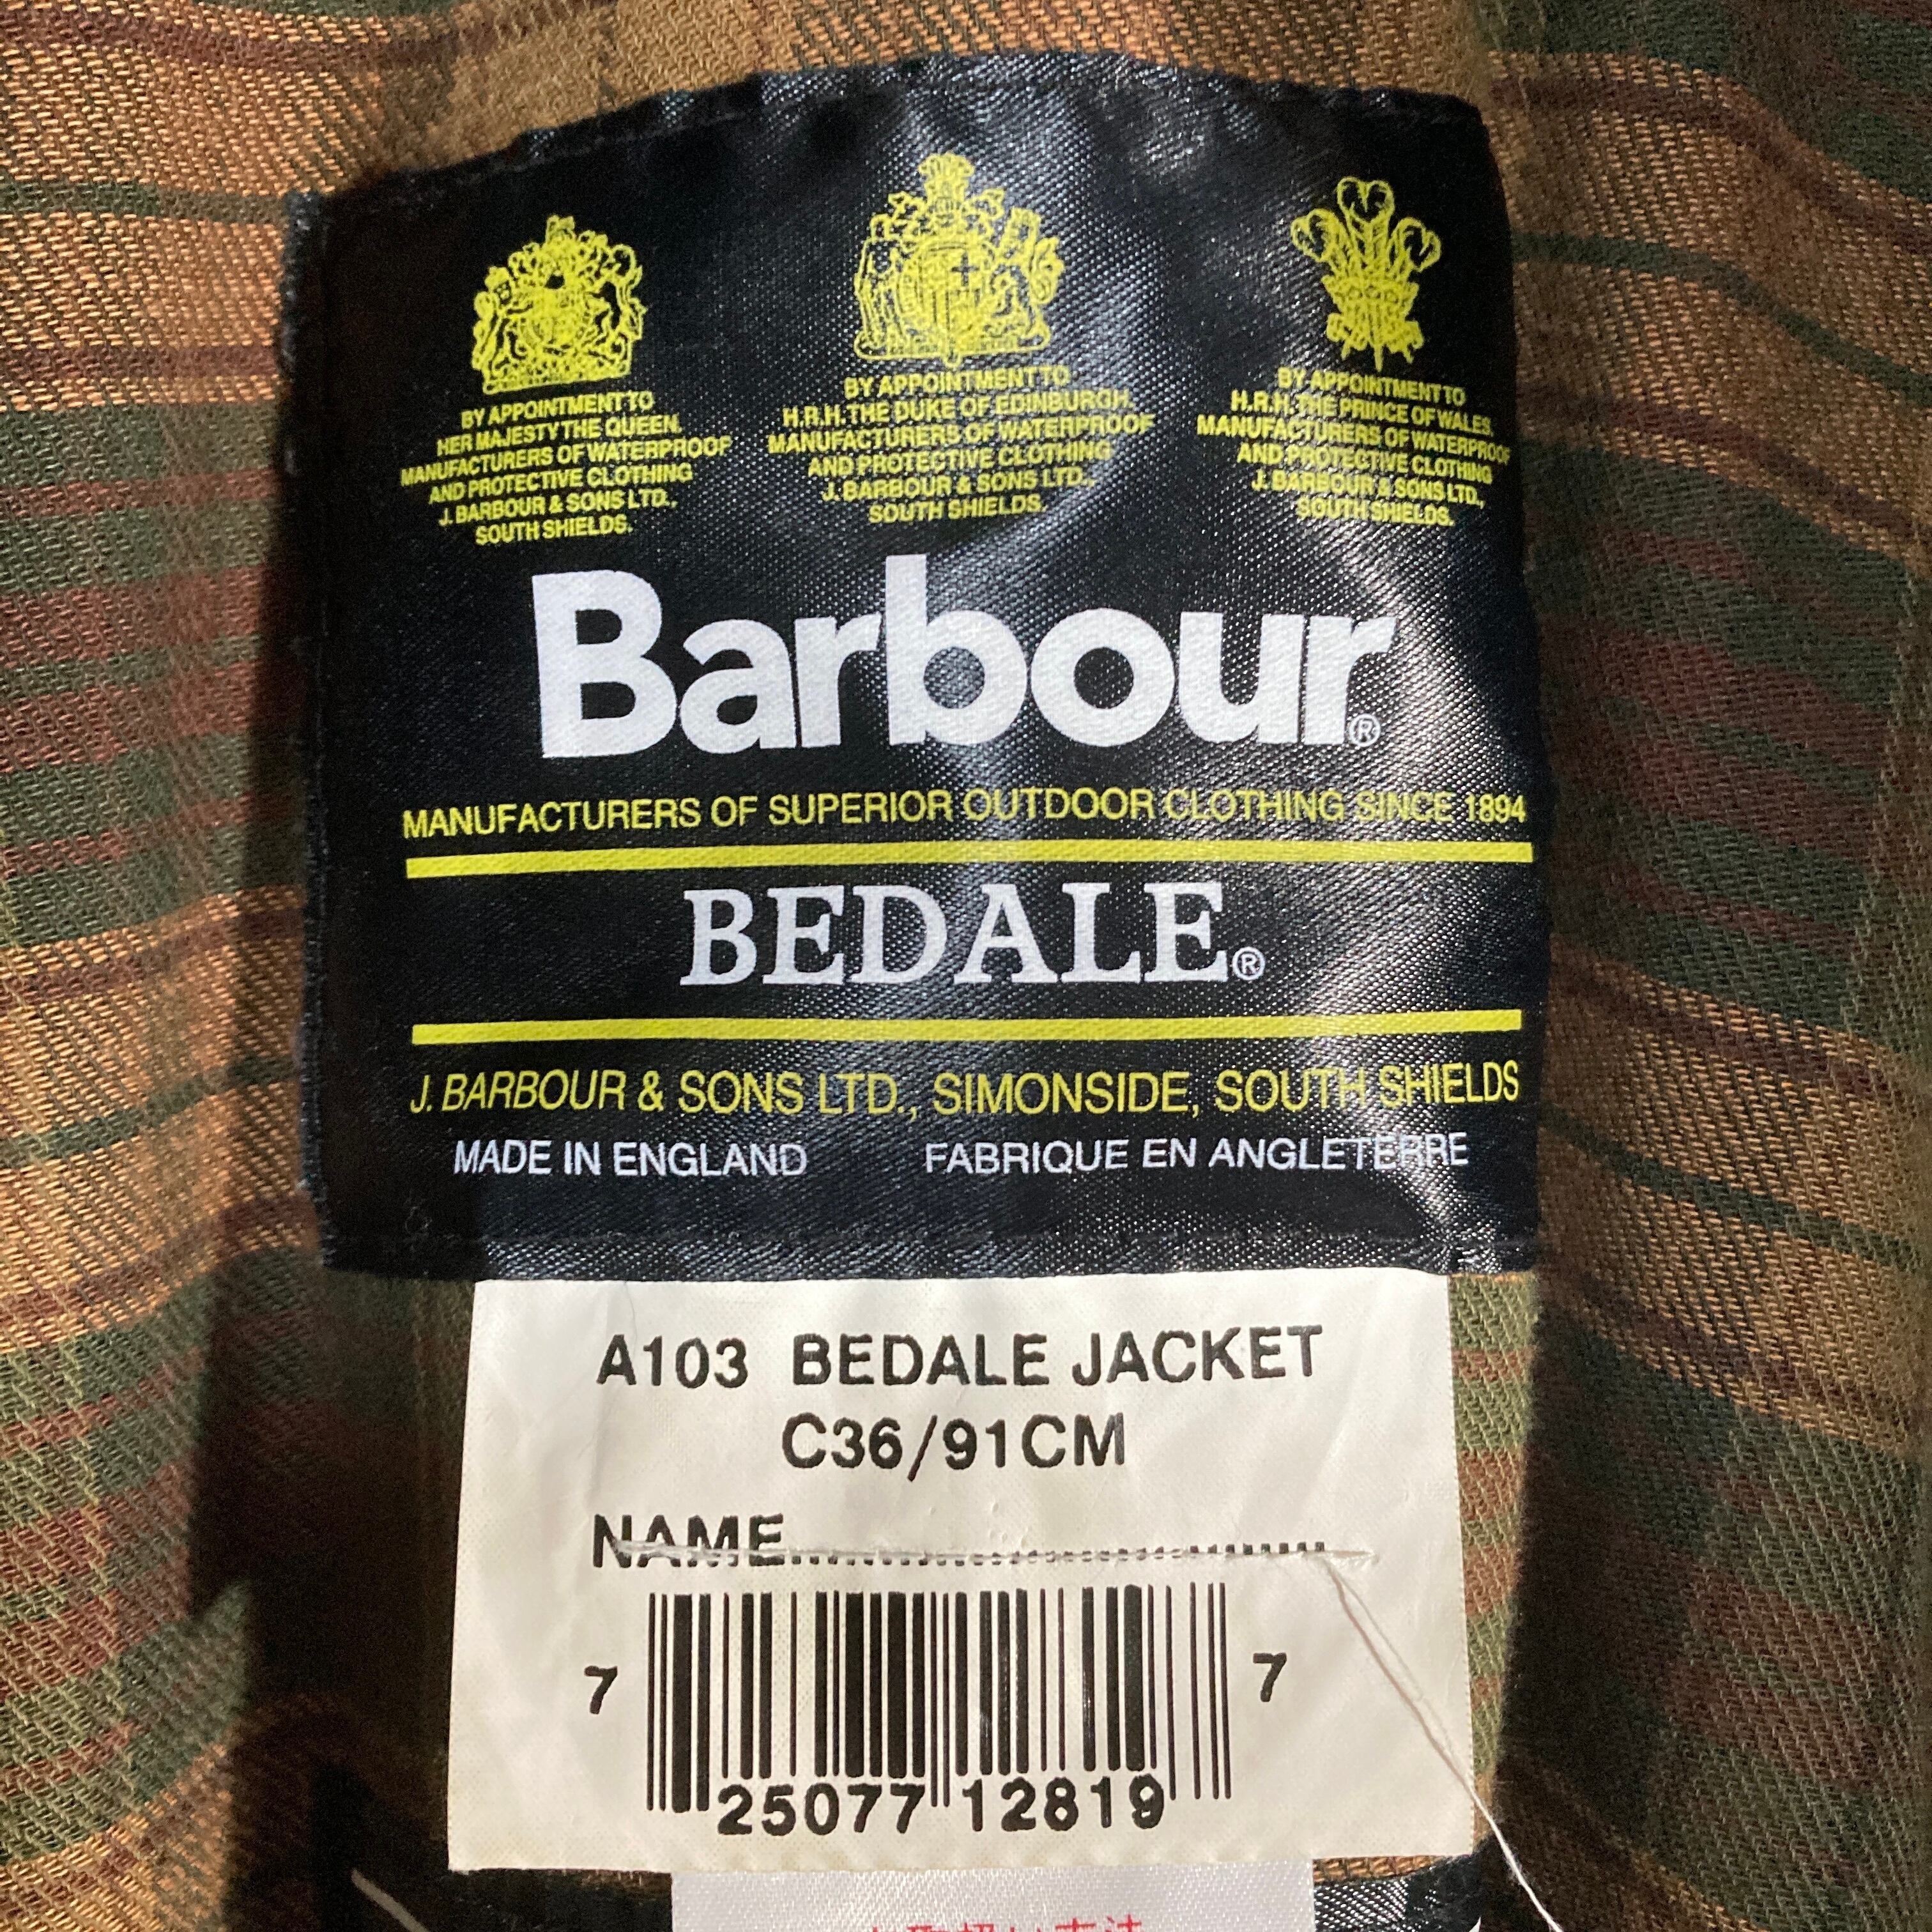 BY APPOINTMENT TO
HER MAJESTY THE QUEEN.
MANUFACTURERS OF WATERPROOF
AND PROTECTIVE CLOTHING
J. BARBOUR & SONS LTD.,
SOUTH SHIELDS.
BY APPOINTMENT TO
H.R.H. THE DUKE OF EDINBURGH.
MANUFACTURERS OF WATERPROOF
AND PROTECTIVE CLOTHING
J. BARBOUR & SONS LTD.,
SOUTH SHIELDS.
BY APPOINTMENT TO
H.R.H. THE PRINCE OF WALES.
MANUFACTURERS OF WATERPROOF
AND PROTECTIVE CLOTHING
J. BARBOUR & SONS LTD.,
SOUTH SHIELDS.
Barbour®
MANUFACTURERS OF SUPERIOR OUTDOOR CLOTHING SINCE 1894
BEDALE®
J. BARBOUR & SONS LTD., SIMONSIDE, SOUTH SHIELDS
MADE IN ENGLAND FABRIQUE EN ANGLETERRE
A103 BEDALE JACKET
C36/91CM
NAME
7 25077 12819 7